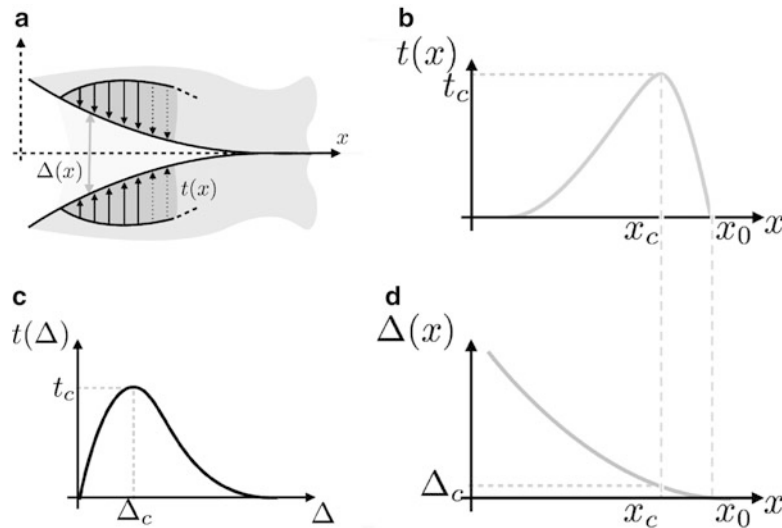 a
x
Δ(x)
t(x)
b
t(x)
t_c
x_c
x_0
x
c
t(Δ)
t_c
Δ_c
Δ
d
Δ(x)
Δ_c
x_c
x_0
x